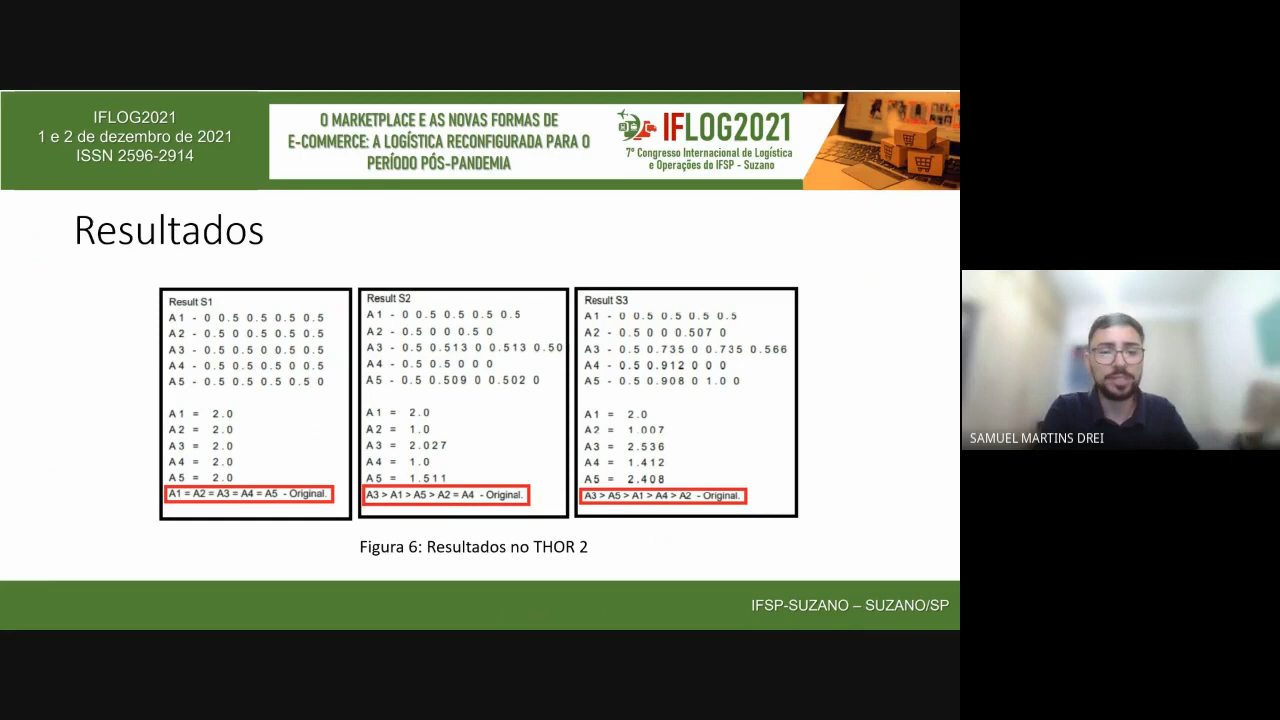 IFLOG2021
1 e 2 de dezembro de 2021
ISSN 2596-2914
O MARKETPLACE E AS NOVAS FORMAS DE
E-COMMERCE: A LOGÍSTICA RECONFIGURADA PARA O
PERÍODO PÓS-PANDEMIA
IFLOG2021
7º Congresso Internacional de Logística
e Operações do IFSP - Suzano
Resultados
Result S1
A1 - 0 0.5 0.5 0.5 0.5
A2 - 0.5 0 0.5 0.5 0.5
A3 - 0.5 0.5 0 0.5 0.5
A4 - 0.5 0.5 0.5 0 0.5
A5 - 0.5 0.5 0.5 0.5 0
A1 = 2.0
A2 = 2.0
A3 = 2.0
A4 = 2.0
A5 = 2.0
A1 = A2 = A3 = A4 = A5 - Original.
Result S2
A1 - 0 0.5 0.5 0.5 0.5
A2 - 0.5 0 0 0.5 0
A3 - 0.5 0.513 0 0.513 0.50
A4 - 0.5 0.5 0 0 0
A5 - 0.5 0.509 0 0.502 0
A1 = 2.0
A2 = 1.0
A3 = 2.027
A4 = 1.0
A5 = 1.511
A3 > A1 > A5 > A2 = A4 - Original.
Result S3
A1 - 0 0.5 0.5 0.5 0.5
A2 - 0.5 0 0 0.507 0
A3 - 0.5 0.735 0 0.735 0.566
A4 - 0.5 0.912 0 0 0
A5 - 0.5 0.908 0 1.0 0
A1 = 2.0
A2 = 1.007
A3 = 2.536
A4 = 1.412
A5 = 2.408
A3 > A5 > A1 > A4 > A2 - Original.
Figura 6: Resultados no THOR 2
IFSP-SUZANO – SUZANO/SP
SAMUEL MARTINS DREI